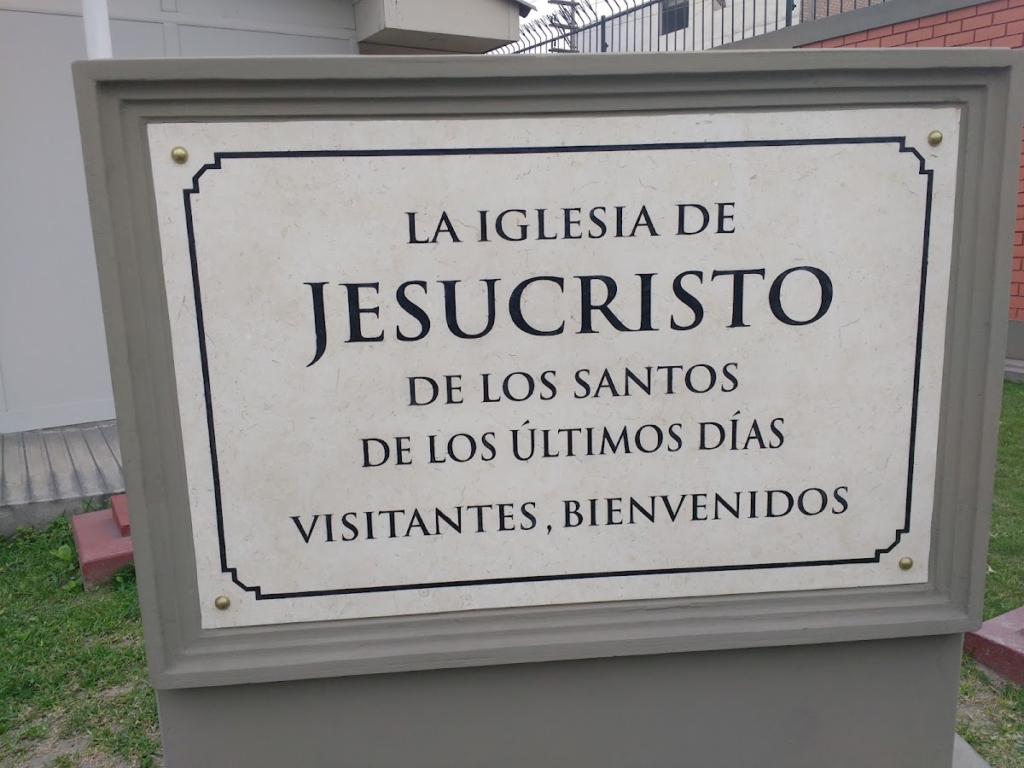 LA IGLESIA DE
JESUCRISTO
DE LOS SANTOS
DE LOS ÚLTIMOS DÍAS
VISITANTES, BIENVENIDOS